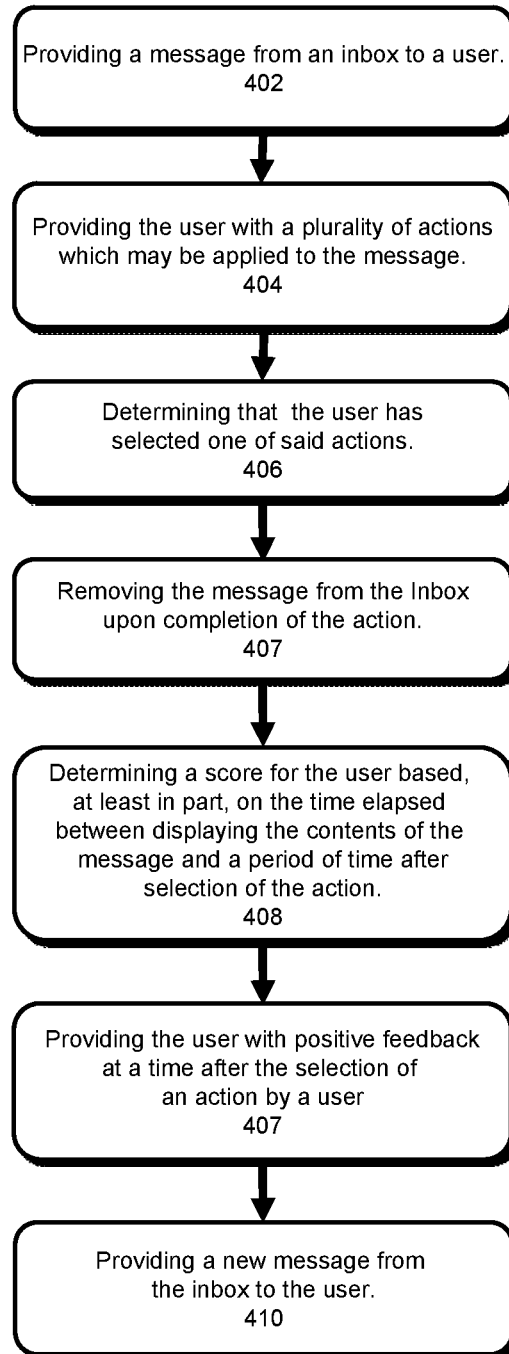 Providing a message from an inbox to a user.
402
Providing the user with a plurality of actions
which may be applied to the message.
404
Determining that the user has
selected one of said actions.
406
Removing the message from the Inbox
upon completion of the action.
407
Determining a score for the user based,
at least in part, on the time elapsed
between displaying the contents of the
message and a period of time after
selection of the action.
408
Providing the user with positive feedback
at a time after the selection of
an action by a user
407
Providing a new message from
the inbox to the user.
410